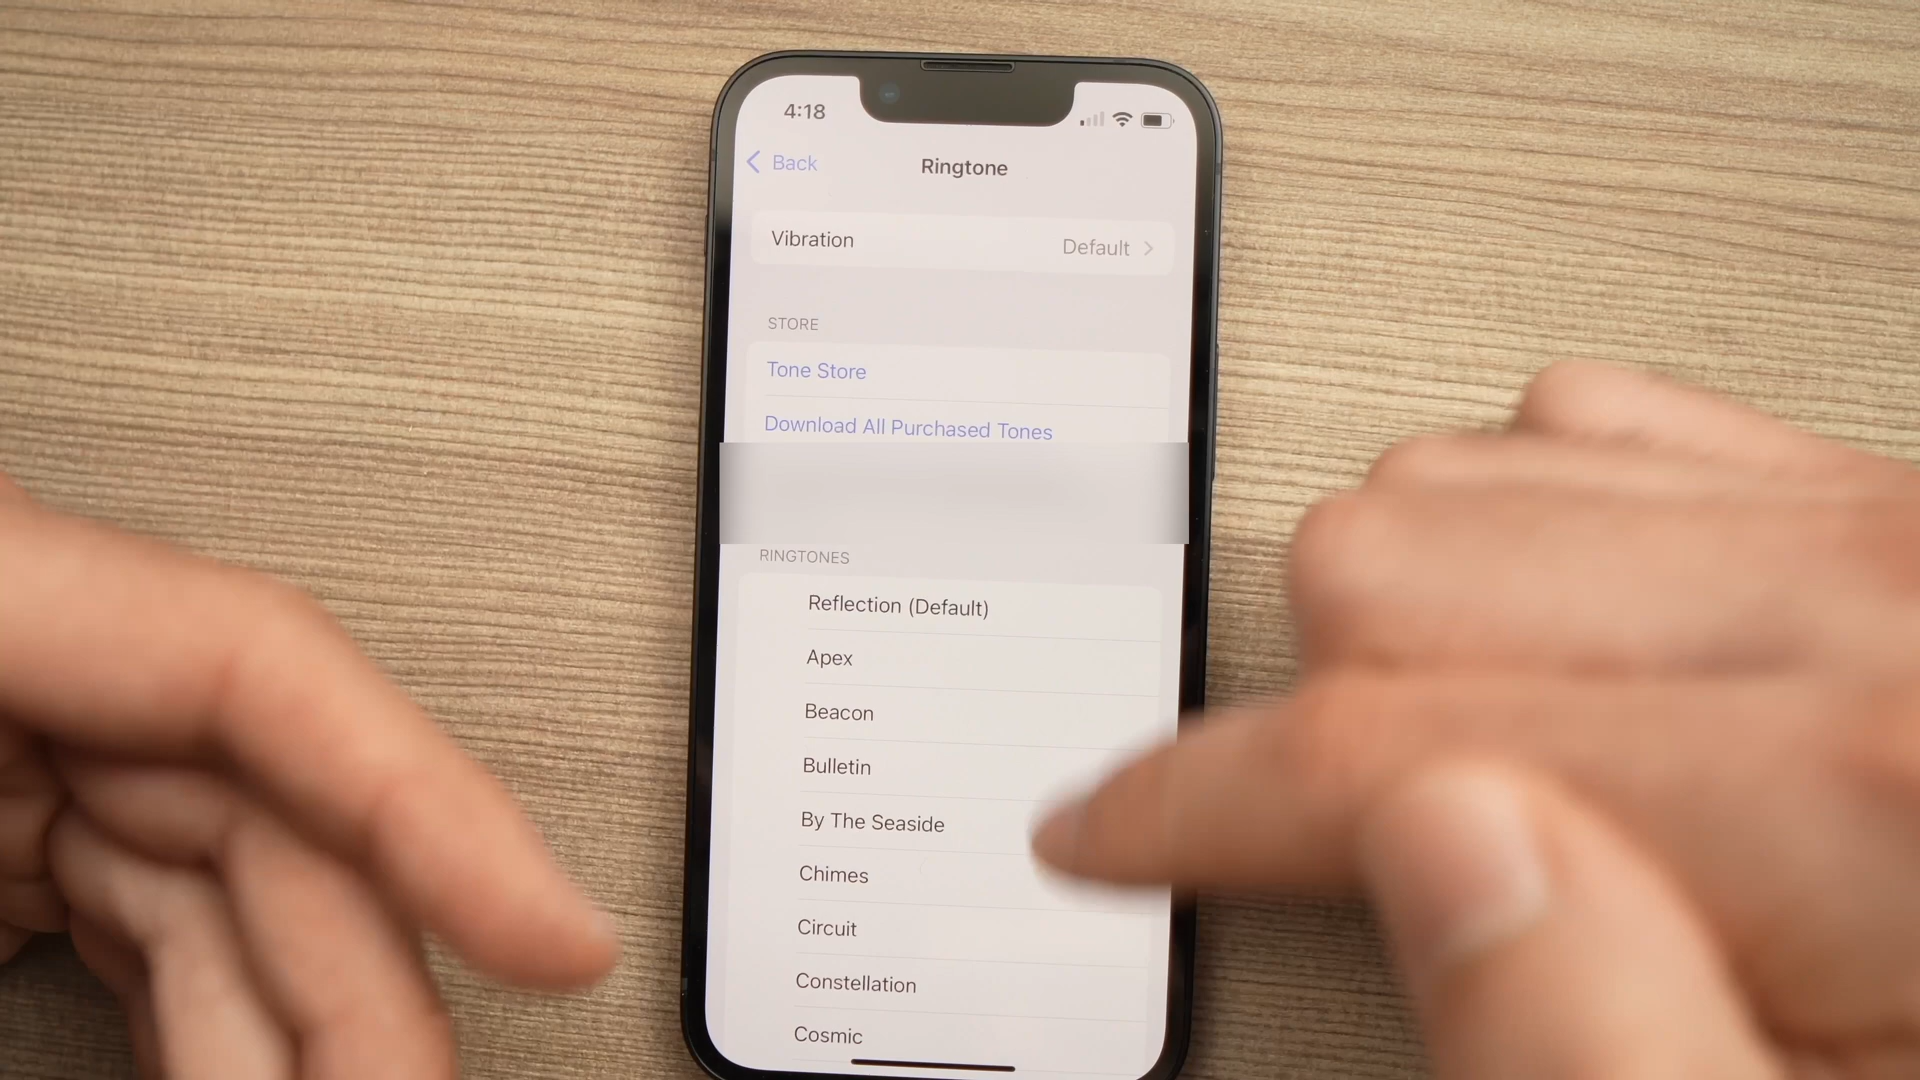 4:18
Back
Ringtone
Vibration Default
STORE
Tone Store
Download All Purchased Tones
RINGTONES
Reflection (Default)
Apex
Beacon
Bulletin
By The Seaside
Chimes
Circuit
Constellation
Cosmic